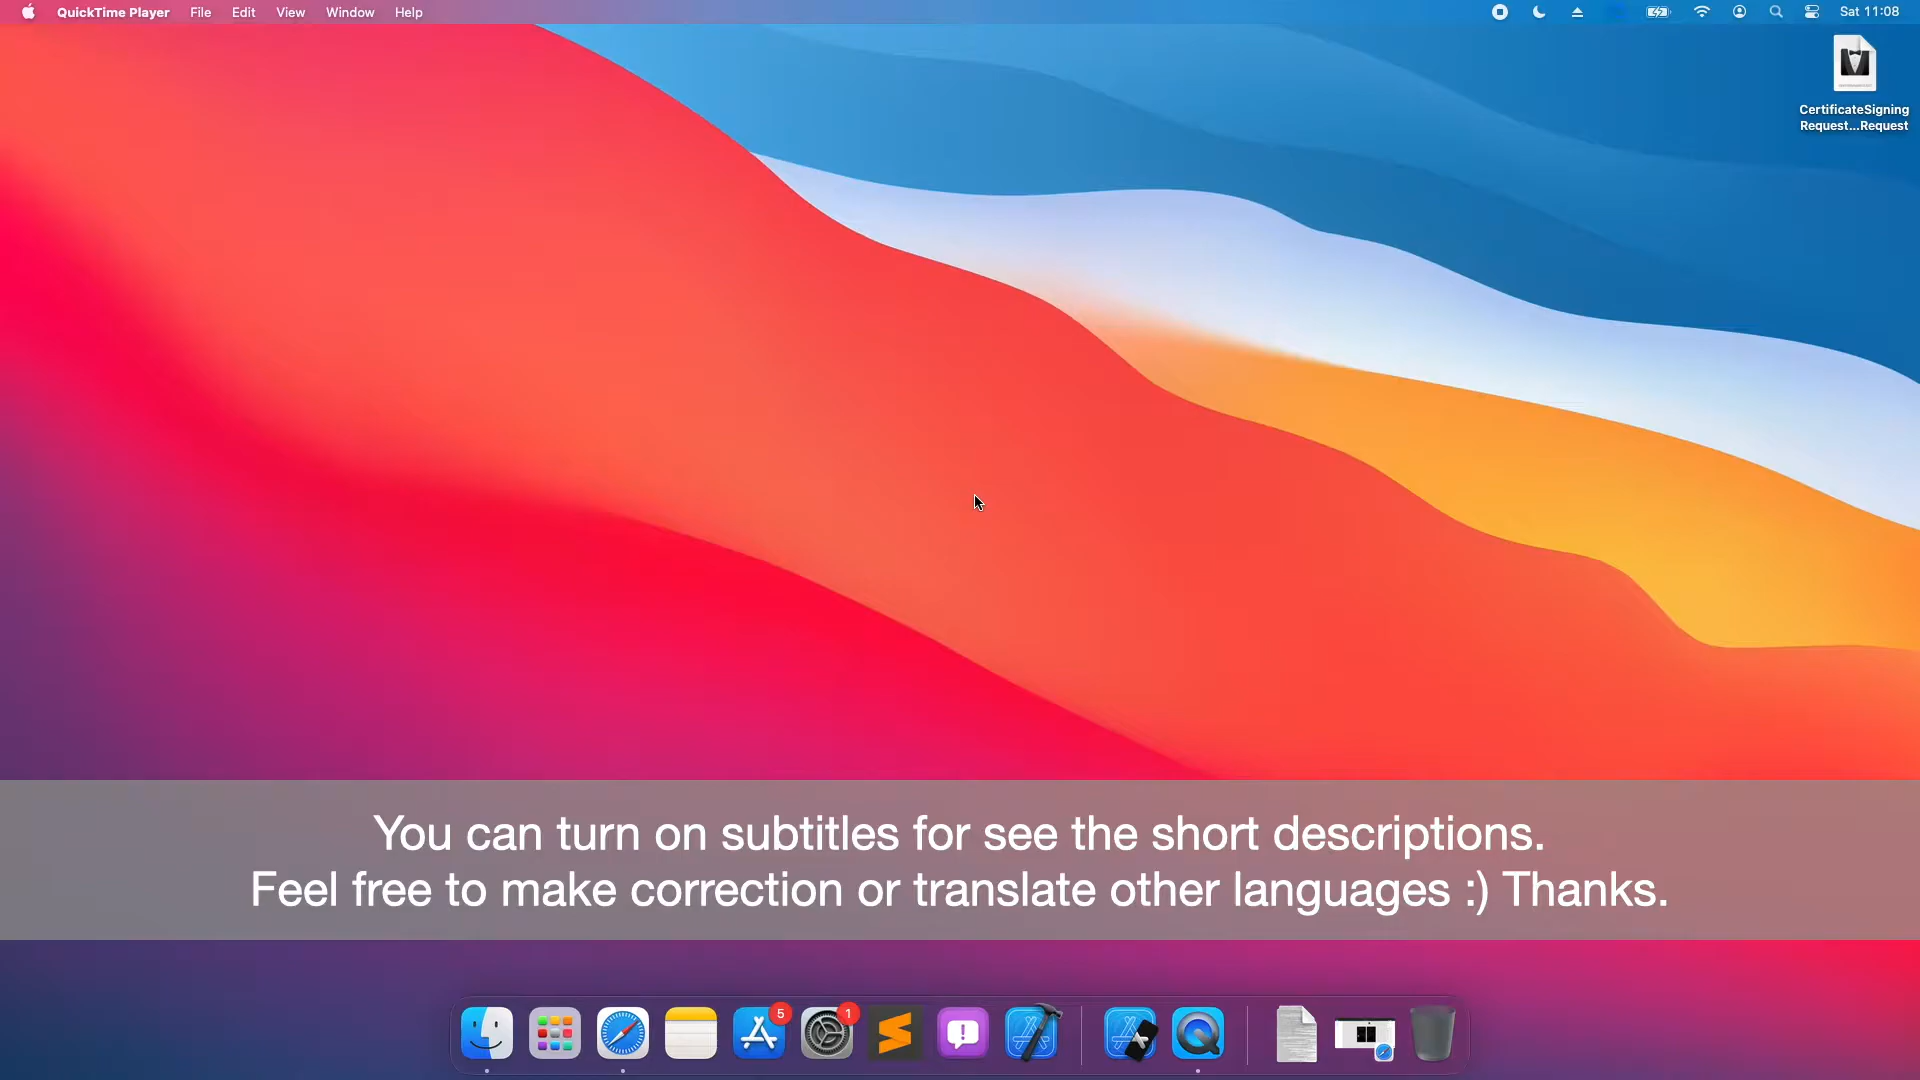 QuickTime Player File Edit View Window Help Sat 11:08
CertificateSigning
Request...Request
You can turn on subtitles for see the short descriptions.
Feel free to make correction or translate other languages :) Thanks.
5 1